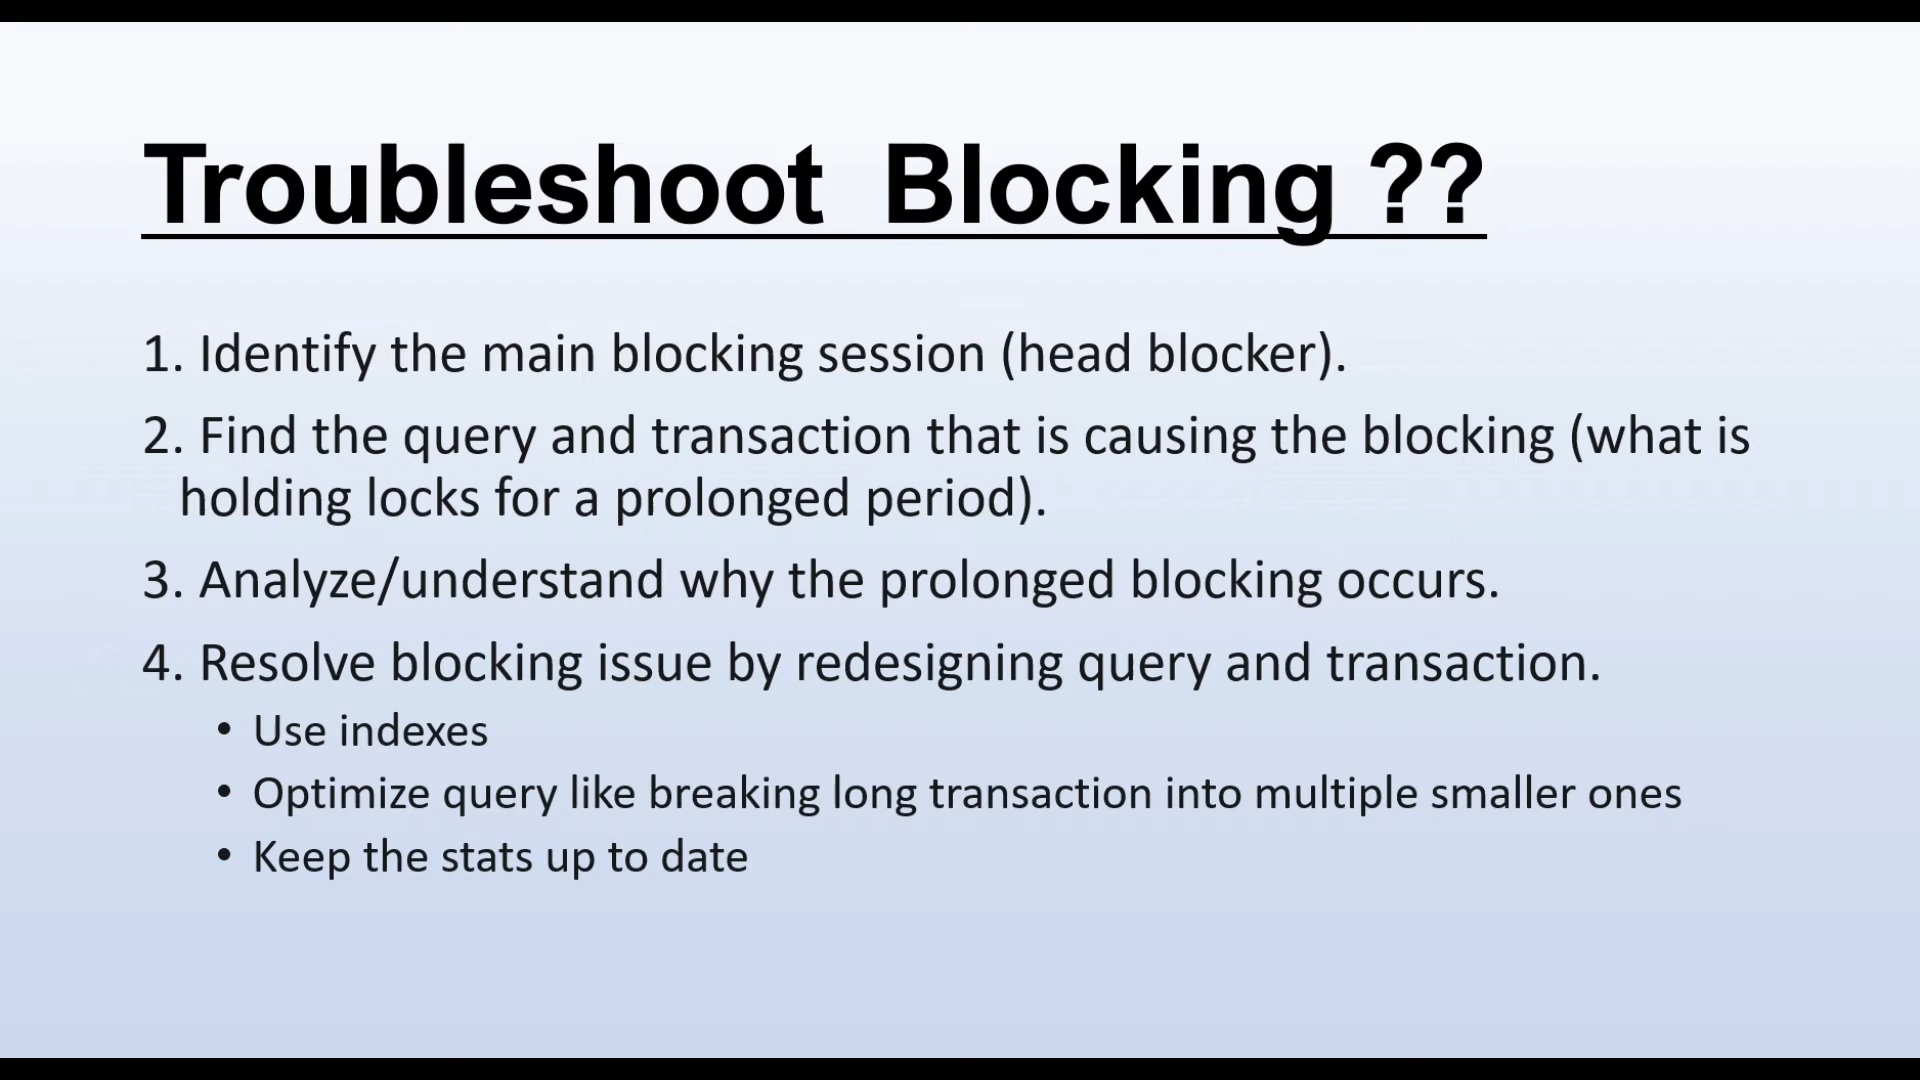 Troubleshoot  Blocking ??
1. Identify the main blocking session (head blocker).
2. Find the query and transaction that is causing the blocking (what is
holding locks for a prolonged period).
3. Analyze/understand why the prolonged blocking occurs.
4. Resolve blocking issue by redesigning query and transaction.
• Use indexes
• Optimize query like breaking long transaction into multiple smaller ones
• Keep the stats up to date